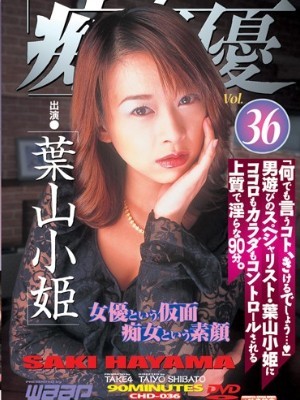 痴女優
Vol.
36
出演●
「葉山小姫」
「何でも言うコト、きけるでしょう…♥」
男遊びのスペシャリスト・葉山小姫に
ココロもカラダもコントロールされる
上質で淫らな90分。
女優という仮面
痴女という素顔
SAKI HAYAMA
TAKE4 TAIYO SHIBATO
waap
90MINUTES DVD
CHD-036